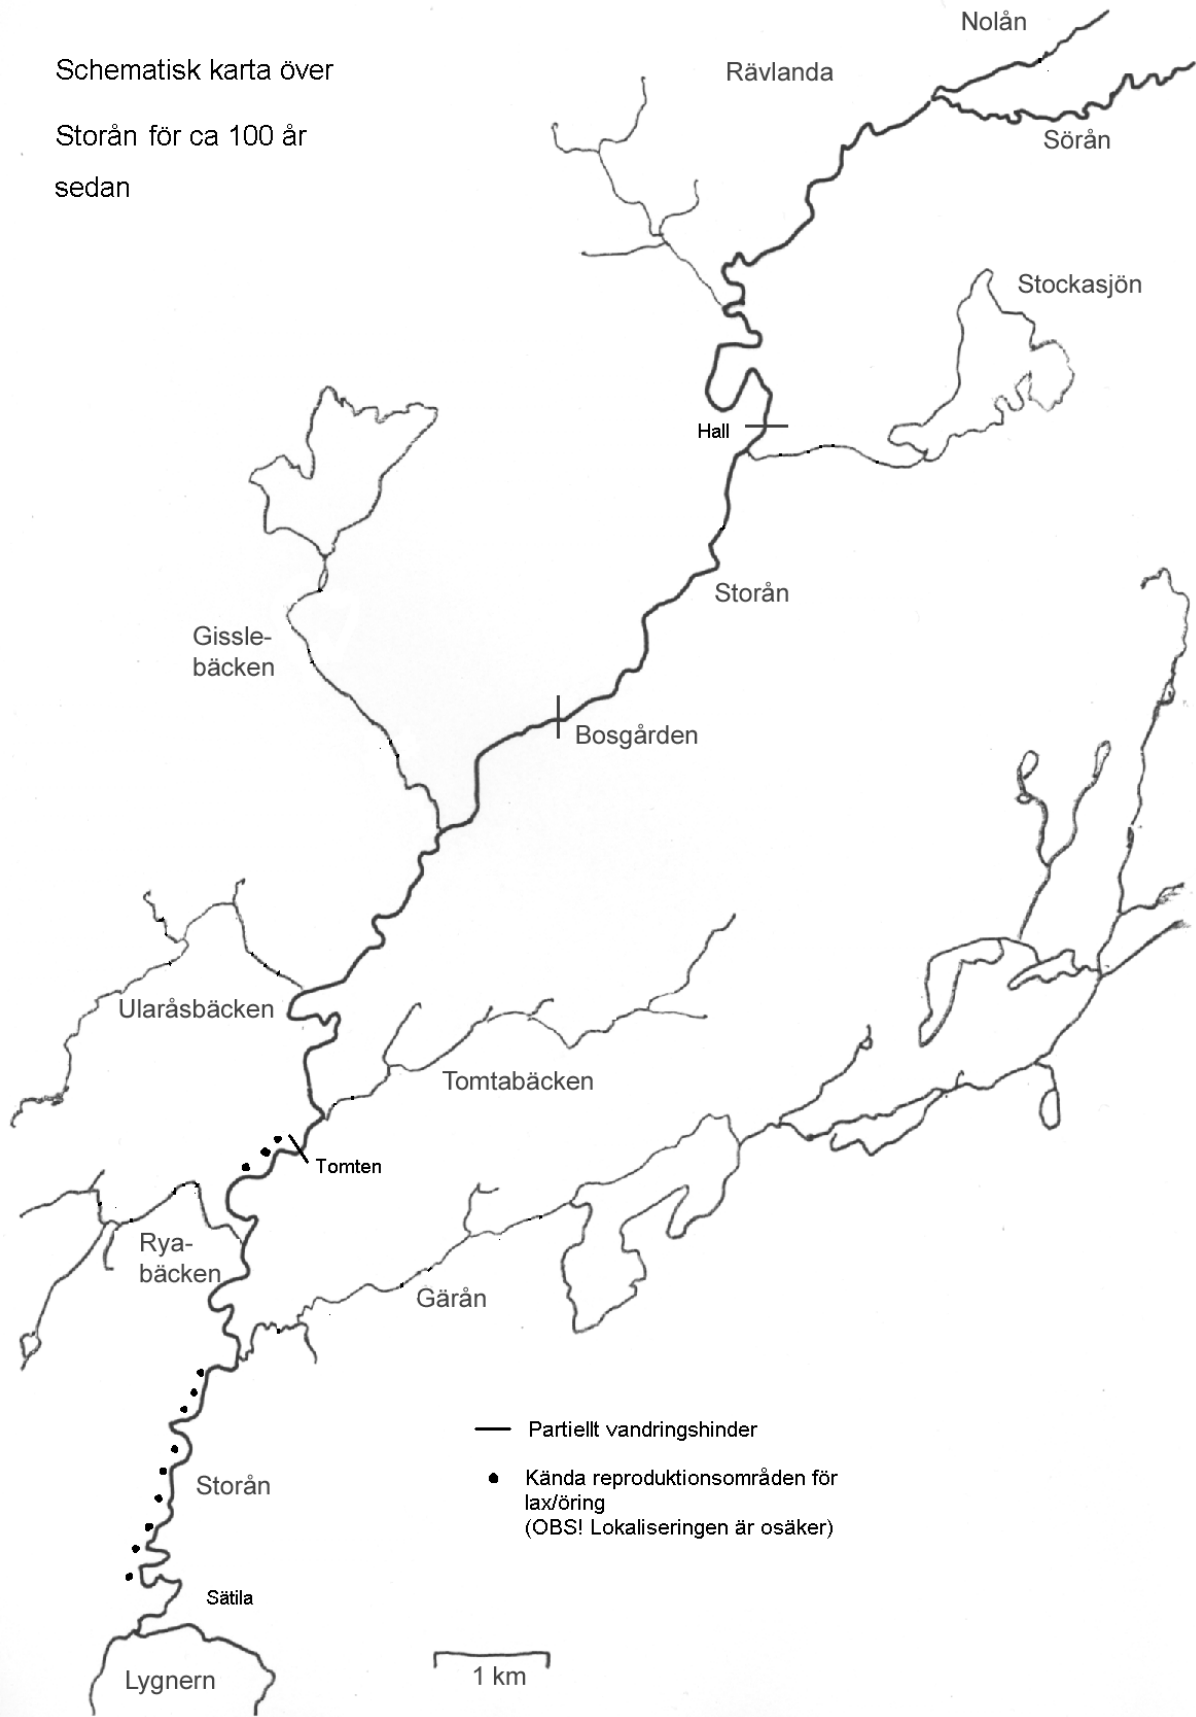 Nolån
Schematisk karta över
Rävlanda
Storån för ca 100 år
Sörån
sedan
Stockasjön
Hall
Storån
Gissle-
bäcken
Bosgården
Ularåsbäcken
Tomtabäcken
Tomten
Rya-
bäcken
Gärån
Partiellt vandringshinder
Kända reproduktionsområden för
lax/öring
(OBS! Lokaliseringen är osäker)
Storån
Sätila
Lygnern
1 km